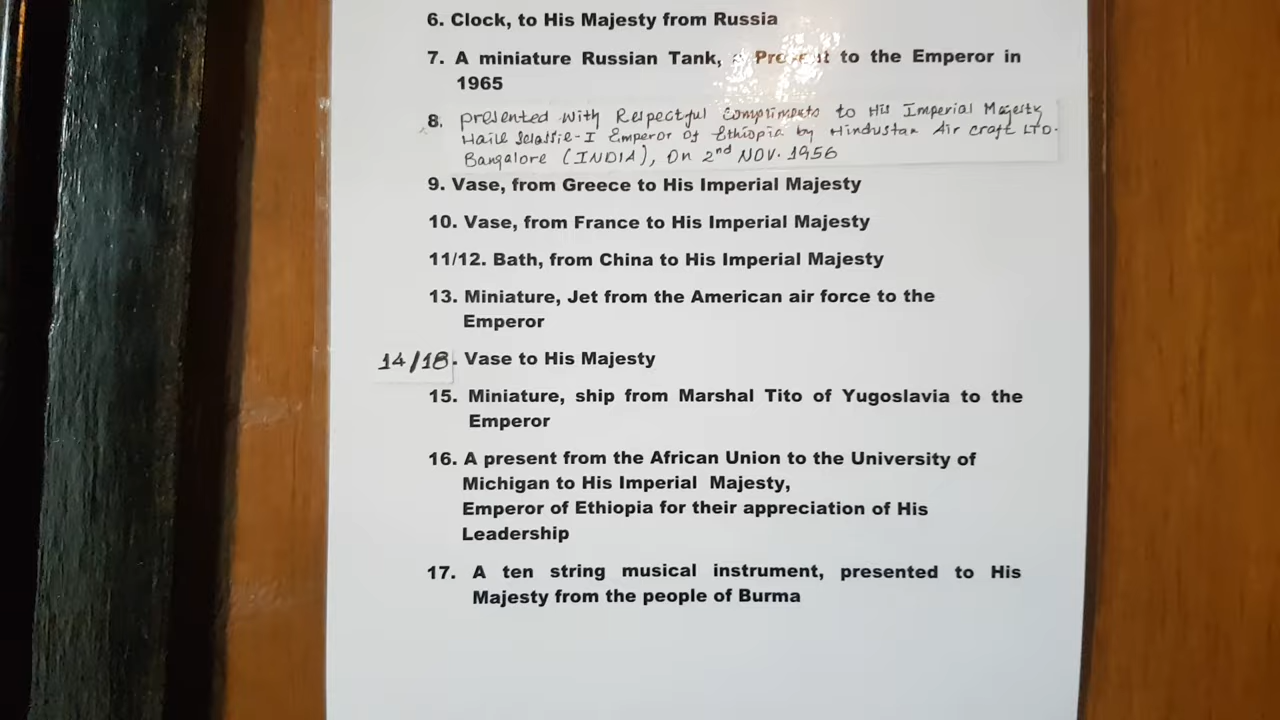 6. Clock, to His Majesty from Russia
7. A miniature Russian Tank, a Present to the Emperor in
1965
8. presented with Respectful compliments to His Imperial Majesty
Haile Selassie-I Emperor of Ethiopia by Hindustan Air craft LTD.
Bangalore (INDIA), On 2nd NOV. 1956
9. Vase, from Greece to His Imperial Majesty
10. Vase, from France to His Imperial Majesty
11/12. Bath, from China to His Imperial Majesty
13. Miniature, Jet from the American air force to the
Emperor
14/18. Vase to His Majesty
15. Miniature, ship from Marshal Tito of Yugoslavia to the
Emperor
16. A present from the African Union to the University of
Michigan to His Imperial Majesty,
Emperor of Ethiopia for their appreciation of His
Leadership
17. A ten string musical instrument, presented to His
Majesty from the people of Burma